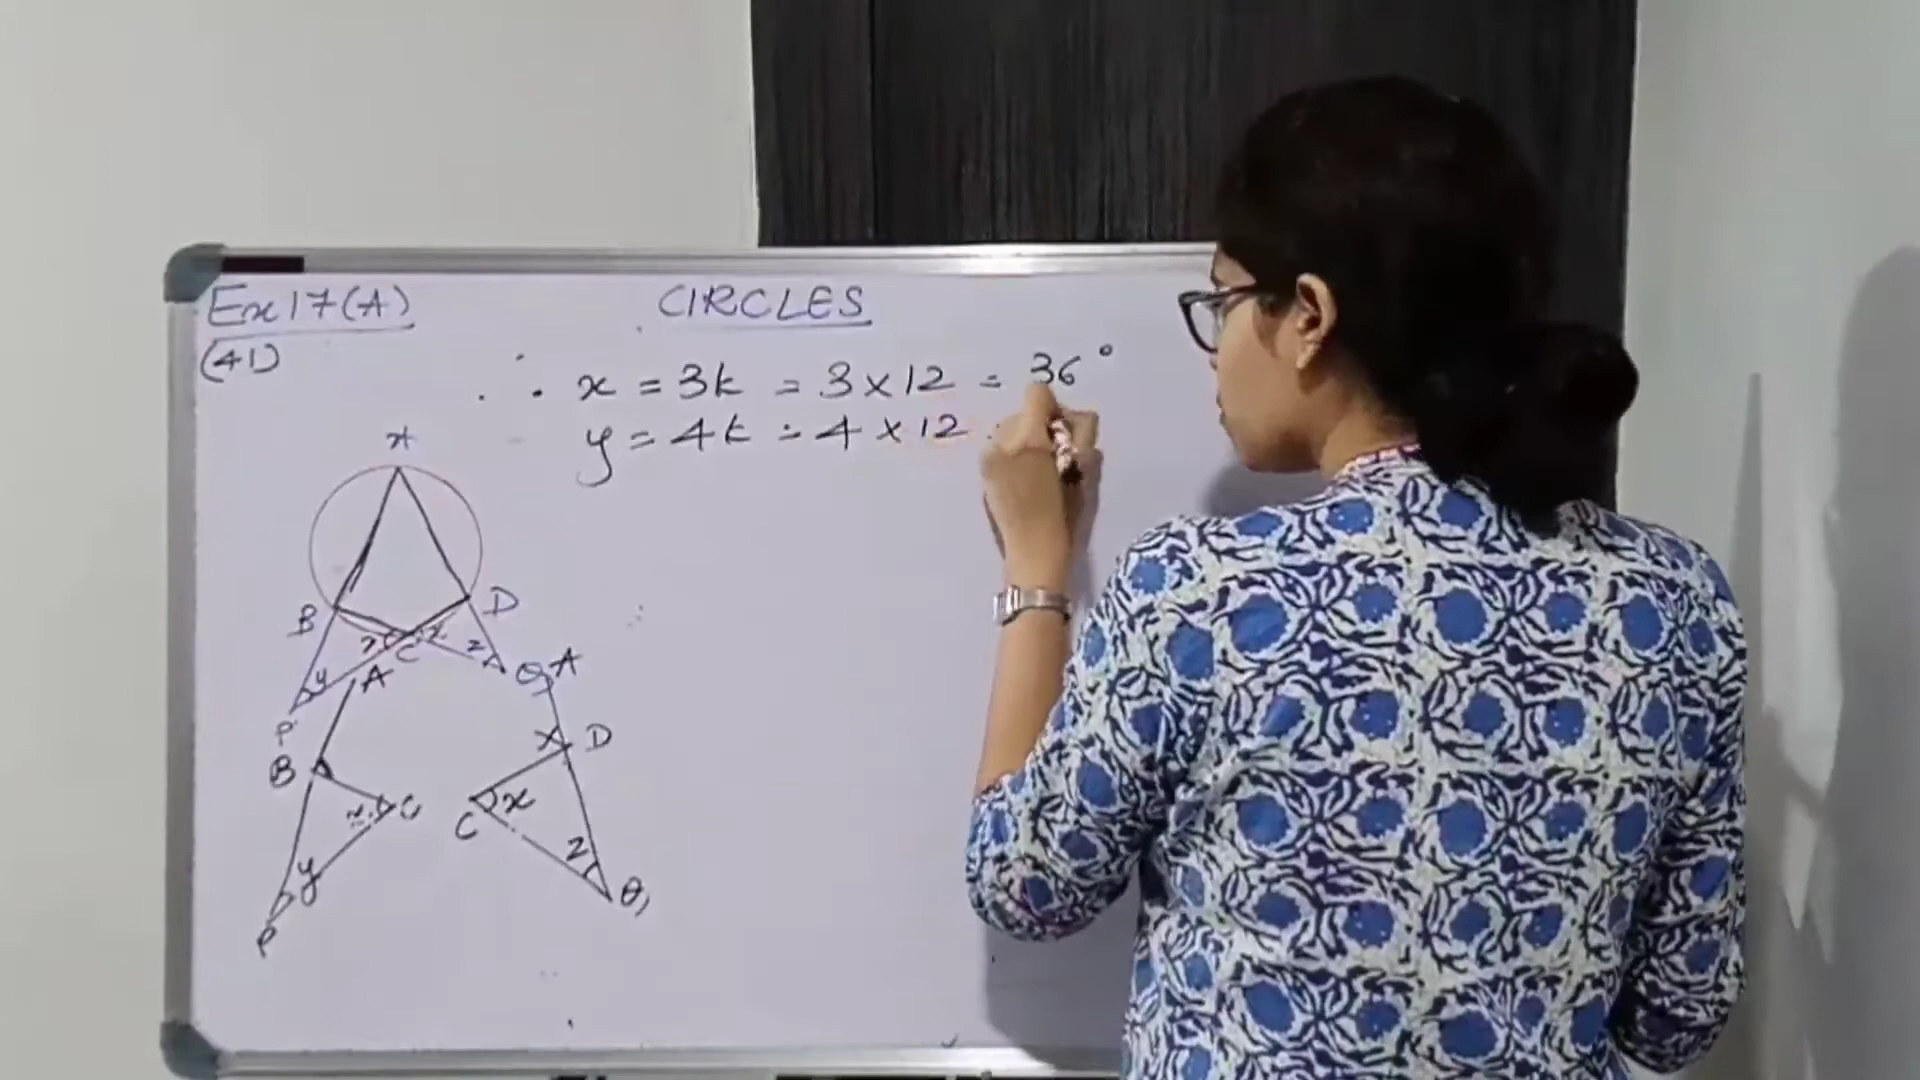 Ex 17(A)
CIRCLES
(41)
∴ x = 3k = 3 × 12 = 36°
y = 4k = 4 × 12
A
B
D
x
x
C
z
y
A
Q
A
P
x
D
B
x
C
x
C
z
y
Q
P